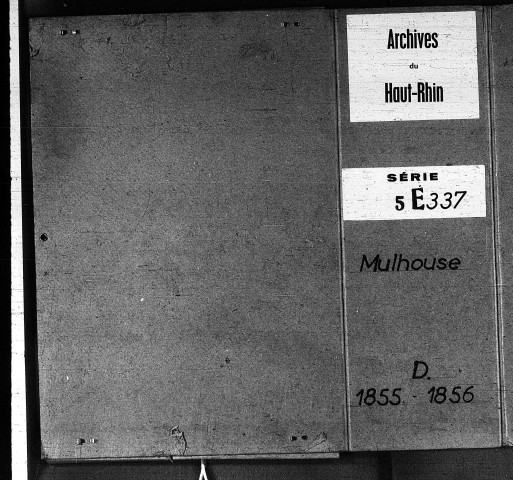 Archives
du
Haut-Rhin
SÉRIE
5 E 337
Mulhouse
D.
1855. - 1856